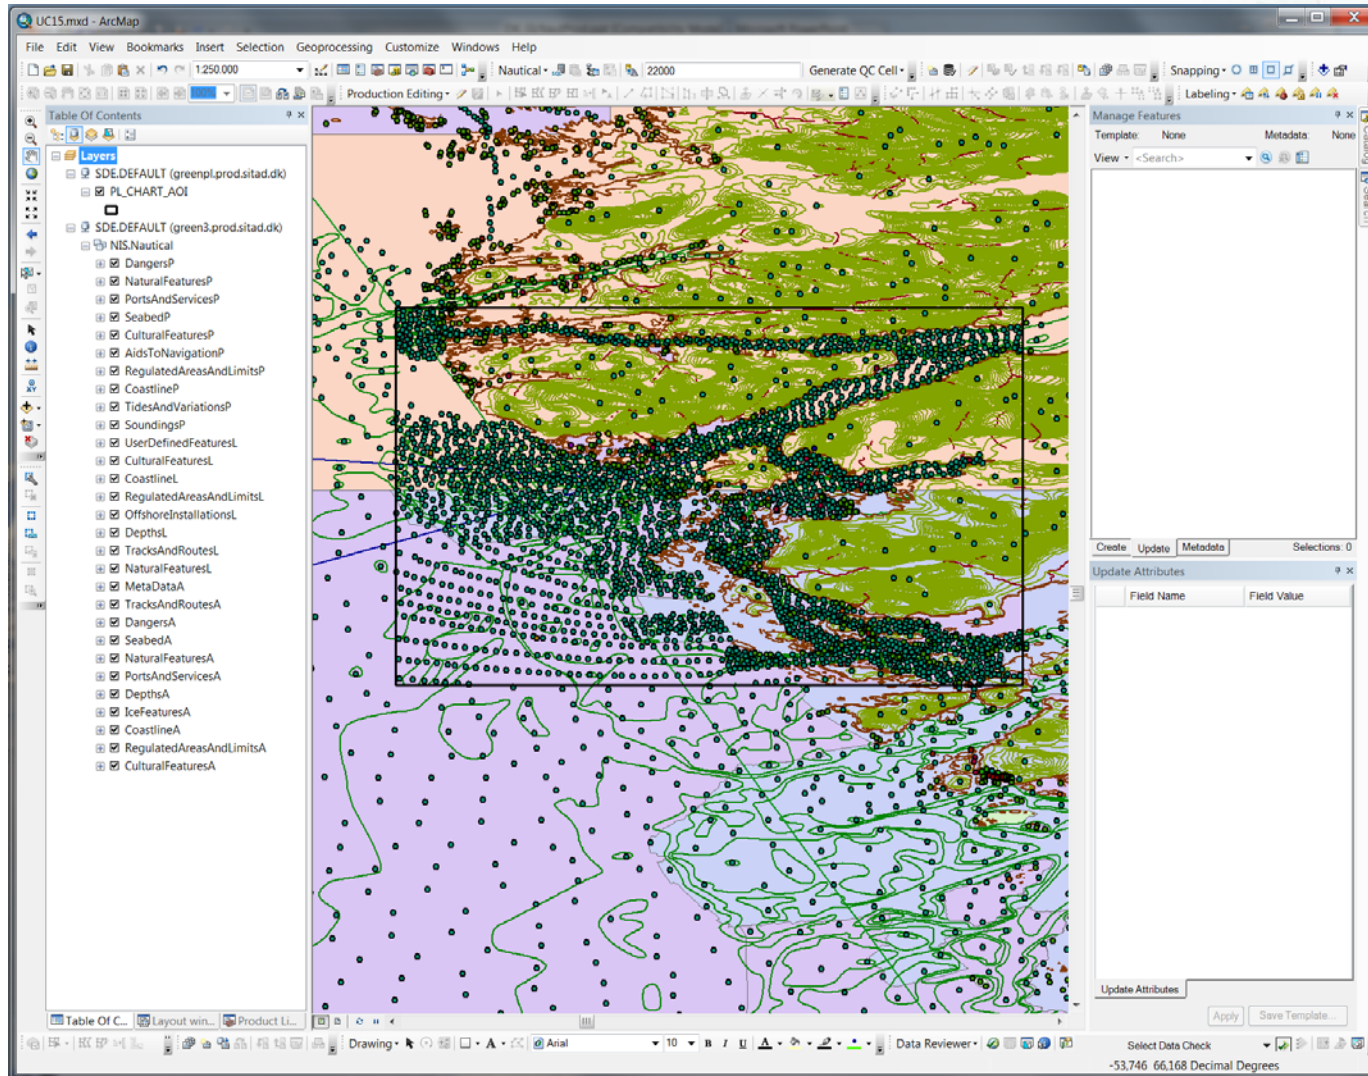 UC15.mxd - ArcMap
File Edit View Bookmarks Insert Selection Geoprocessing Customize Windows Help
1:250.000 Nautical 22000 Generate QC Cell Snapping
100% Production Editing Labeling
Table Of Contents
Layers
SDE.DEFAULT (greenpl.prod.sitad.dk)
PL_CHART_AOI
SDE.DEFAULT (green3.prod.sitad.dk)
NIS.Nautical
DangersP
NaturalFeaturesP
PortsAndServicesP
SeabedP
CulturalFeaturesP
AidsToNavigationP
RegulatedAreasAndLimitsP
CoastlineP
TidesAndVariationsP
SoundingsP
UserDefinedFeaturesL
CulturalFeaturesL
CoastlineL
RegulatedAreasAndLimitsL
OffshoreInstallationsL
DepthsL
TracksAndRoutesL
NaturalFeaturesL
MetaDataA
TracksAndRoutesA
DangersA
SeabedA
NaturalFeaturesA
PortsAndServicesA
DepthsA
IceFeaturesA
CoastlineA
RegulatedAreasAndLimitsA
CulturalFeaturesA
Table Of C... Layout win... Product Li...
Manage Features
Template: None Metadata: None
View <Search>
Create Update Metadata Selections: 0
Update Attributes
Field Name Field Value
Update Attributes
Apply Save Template...
Drawing Arial 10 B I U A Data Reviewer Select Data Check
-53,746 66,168 Decimal Degrees